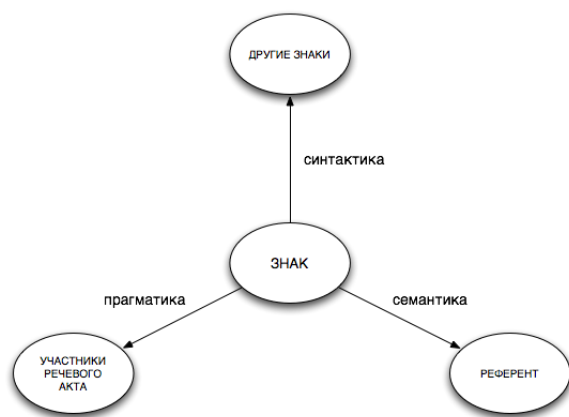 ДРУГИЕ ЗНАКИ
синтактика
ЗНАК
прагматика
семантика
УЧАСТНИКИ
РЕЧЕВОГО
АКТА
РЕФЕРЕНТ